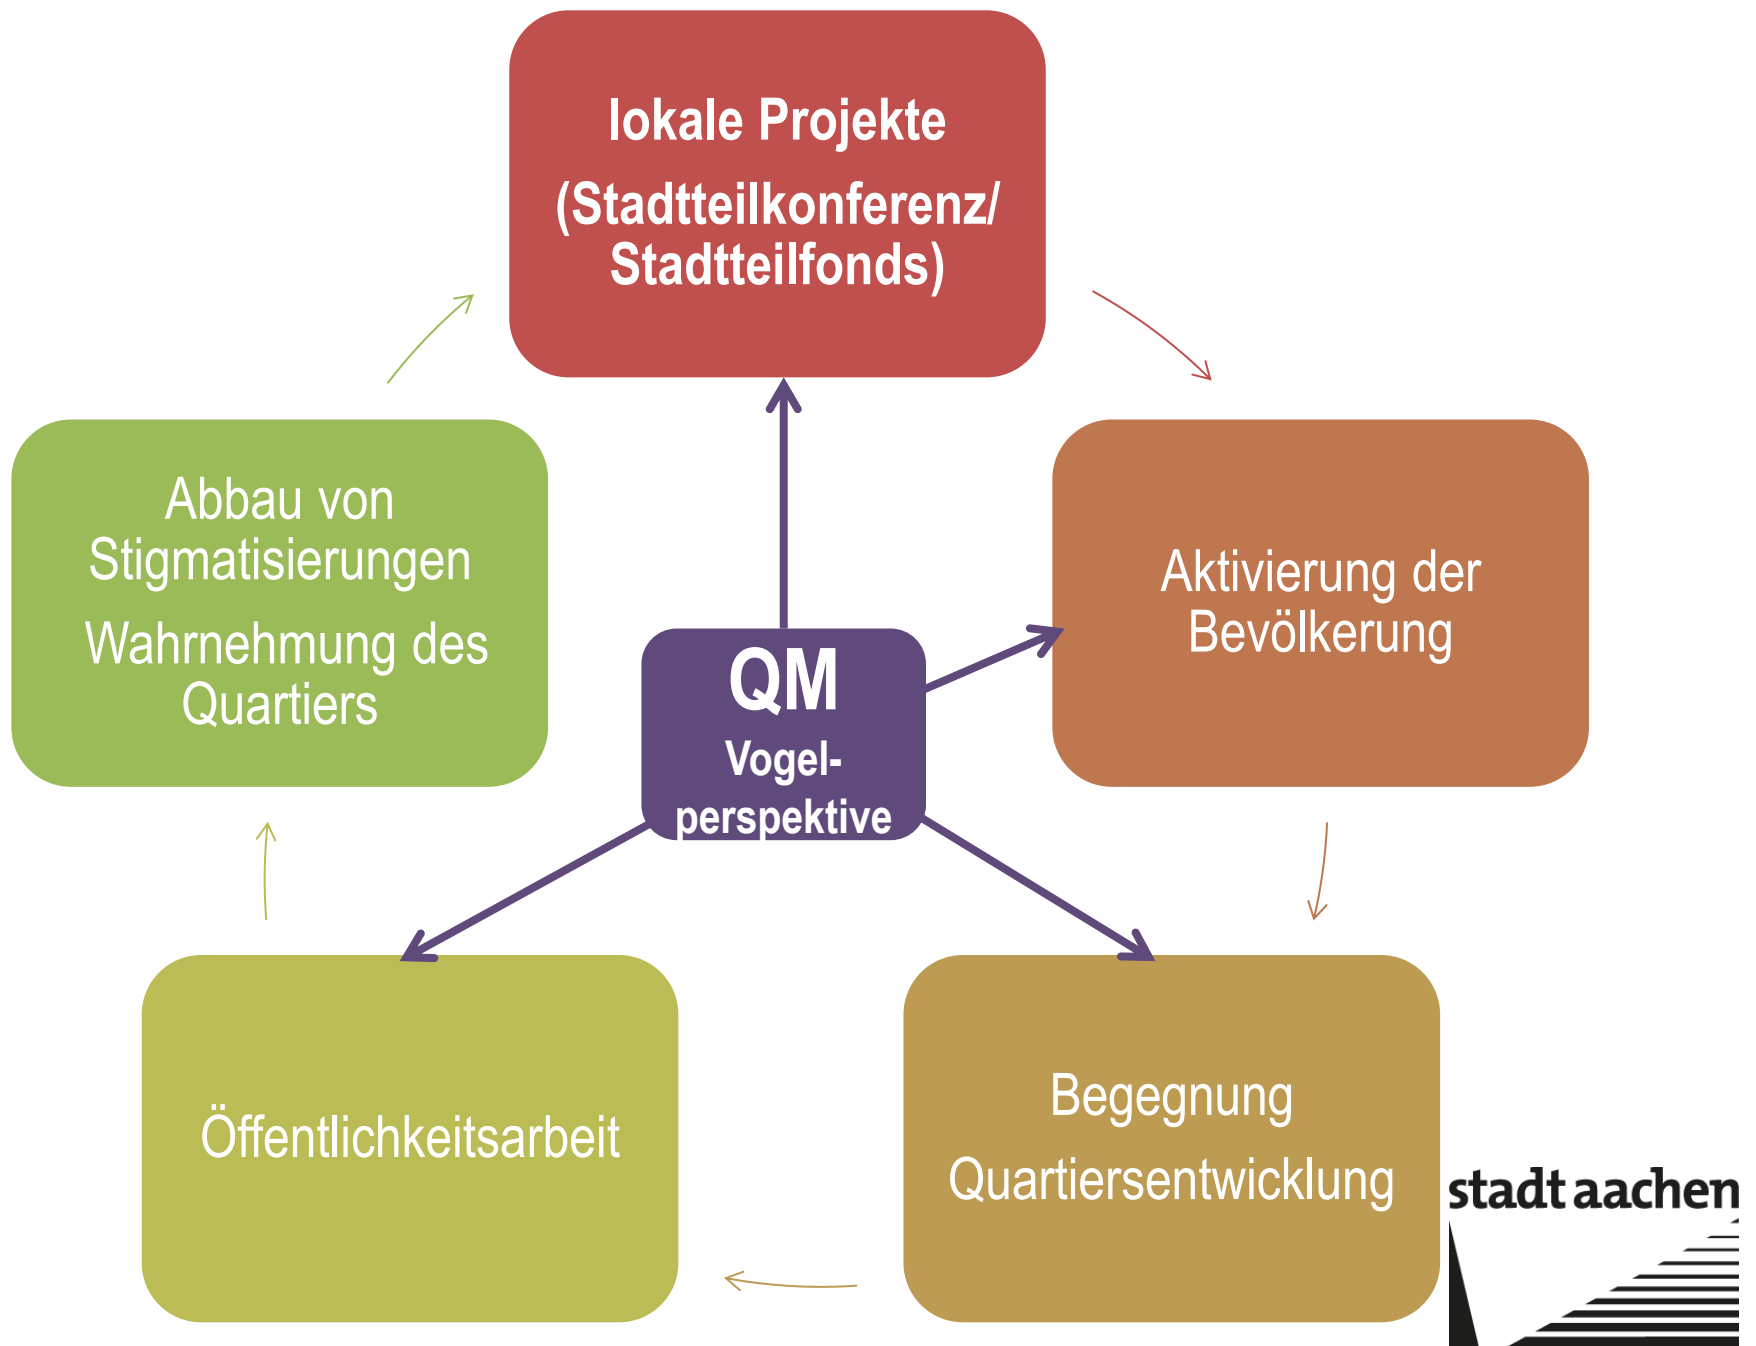 lokale Projekte
(Stadtteilkonferenz/
Stadtteilfonds)
Abbau von
Stigmatisierungen
Wahrnehmung des
Quartiers
Aktivierung der
Bevölkerung
QM
Vogel-
perspektive
Öffentlichkeitsarbeit
Begegnung
Quartiersentwicklung
stadt aachen